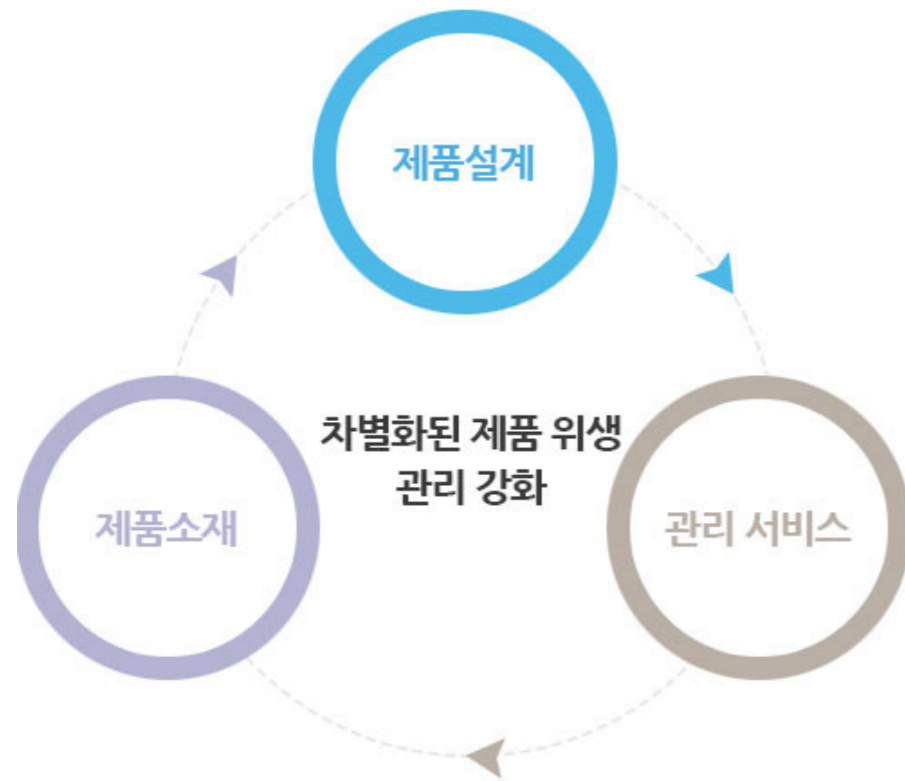 제품설계
차별화된 제품 위생
관리 강화
제품소재
관리 서비스